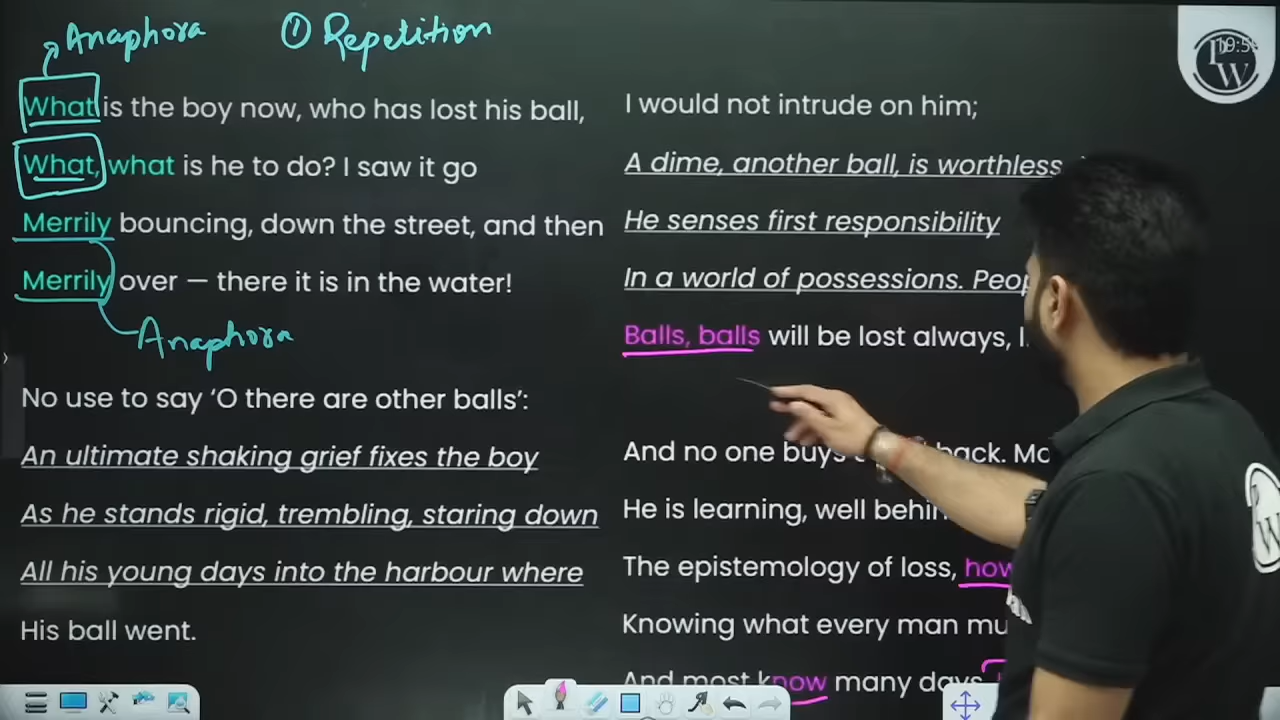 Anaphora ① Repetition
What is the boy now, who has lost his ball,
What, what is he to do? I saw it go
Merrily bouncing, down the street, and then
Merrily over — there it is in the water!
Anaphora
No use to say ‘O there are other balls’:
An ultimate shaking grief fixes the boy
As he stands rigid, trembling, staring down
All his young days into the harbour where
His ball went.
I would not intrude on him;
A dime, another ball, is worthless
He senses first responsibility
In a world of possessions.
Balls, balls will be lost always,
And no one buys back.
He is learning, well
The epistemology of loss, how
Knowing what every man
And most know many days
PW
W